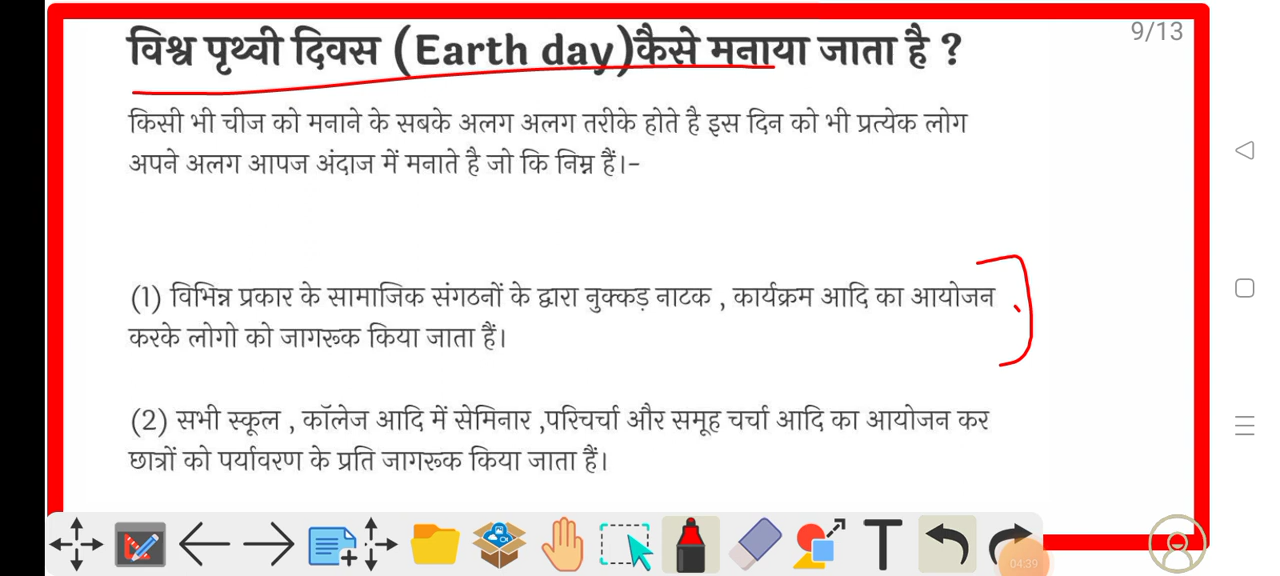 विश्व पृथ्वी दिवस (Earth day)कैसे मनाया जाता है ?
9/13
किसी भी चीज को मनाने के सबके अलग अलग तरीके होते है इस दिन को भी प्रत्येक लोग
अपने अलग आपज अंदाज में मनाते है जो कि निम्न हैं।-
(1) विभिन्न प्रकार के सामाजिक संगठनों के द्वारा नुक्कड़ नाटक , कार्यक्रम आदि का आयोजन
करके लोगो को जागरूक किया जाता हैं।
(2) सभी स्कूल , कॉलेज आदि में सेमिनार ,परिचर्चा और समूह चर्चा आदि का आयोजन कर
छात्रों को पर्यावरण के प्रति जागरूक किया जाता हैं।
T
04:39